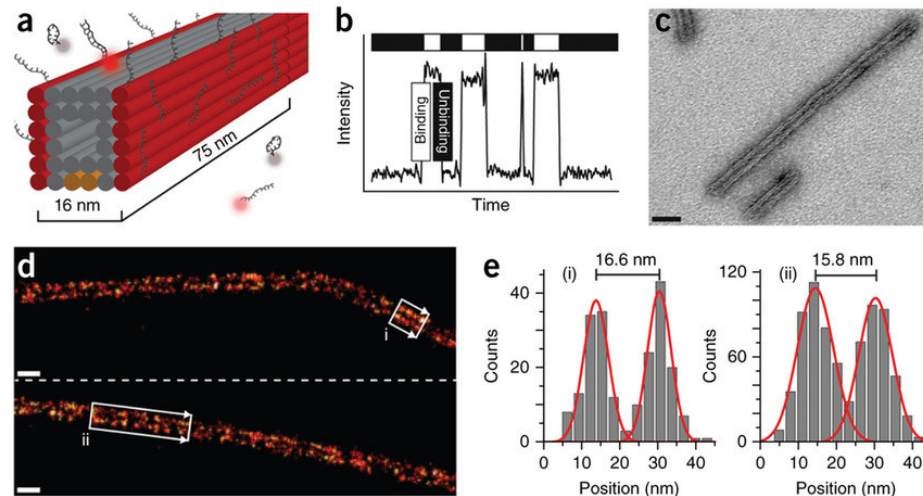 a
75 nm
16 nm
b
Intensity
Binding
Unbinding
Time
c
d
i
ii
e
(i)
16.6 nm
Counts
40
20
0
0 10 20 30 40
Position (nm)
(ii)
15.8 nm
Counts
120
60
0
0 10 20 30 40
Position (nm)